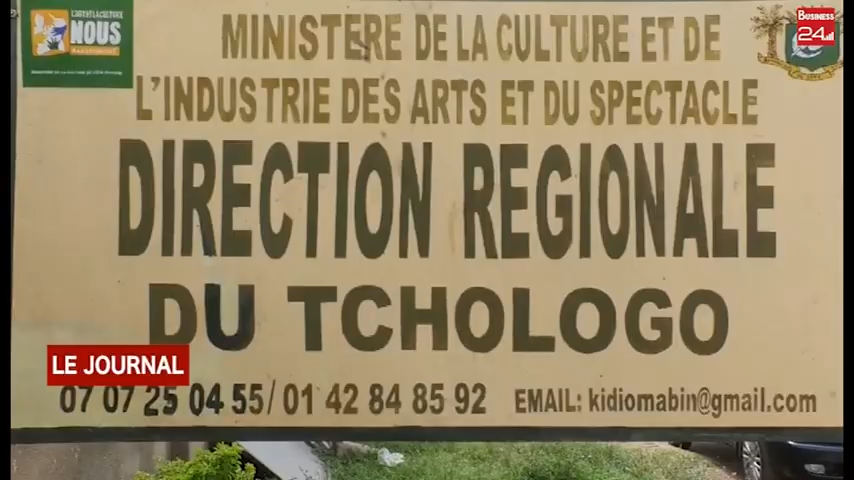 NOUS
BUSINESS
24
MINISTERE DE LA CULTURE ET DE
L'INDUSTRIE DES ARTS ET DU SPECTACLE
DIRECTION REGIONALE
DU TCHOLOGO
LE JOURNAL
07 07 25 04 55/ 01 42 84 85 92
EMAIL: kidiomabin@gmail.com